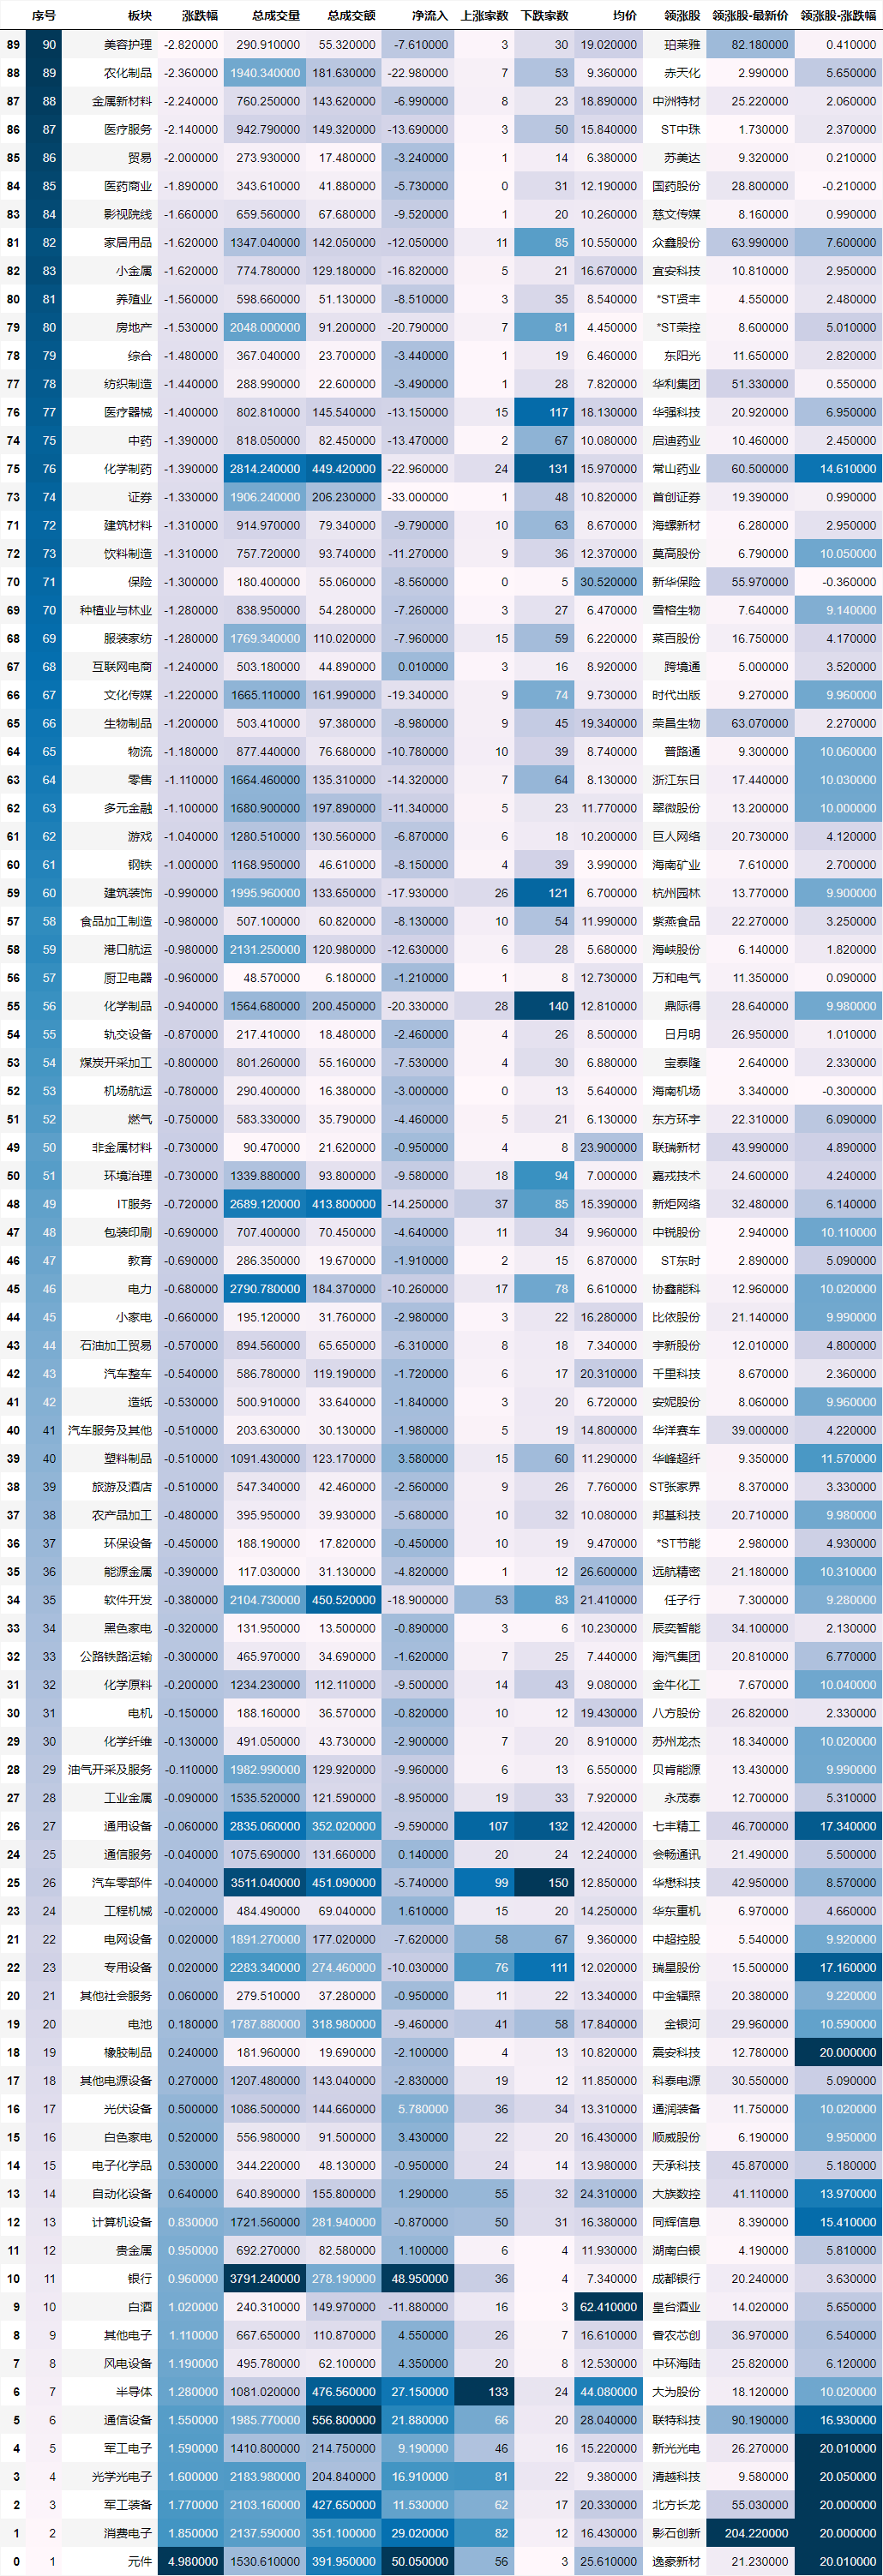 序号 板块 涨跌幅 总成交量 总成交额 净流入 上涨家数 下跌家数 均价 领涨股 领涨股-最新价 领涨股-涨跌幅
89 90 美容护理 -2.820000 290.910000 55.320000 -7.610000 3 30 19.020000 珀莱雅 82.180000 0.410000
88 89 农化制品 -2.360000 1940.340000 181.630000 -22.980000 7 53 9.360000 赤天化 2.990000 5.650000
87 88 金属新材料 -2.240000 760.250000 143.620000 -6.990000 8 23 18.890000 中洲特材 25.220000 2.060000
86 87 医疗服务 -2.140000 942.790000 149.320000 -13.690000 3 50 15.840000 ST中珠 1.730000 2.370000
85 86 贸易 -2.000000 273.930000 17.480000 -3.240000 1 14 6.380000 苏美达 9.320000 0.210000
84 85 医药商业 -1.890000 343.610000 41.880000 -5.730000 0 31 12.190000 国药股份 28.800000 -0.210000
83 84 影视院线 -1.660000 659.560000 67.680000 -9.520000 1 20 10.260000 慈文传媒 8.160000 0.990000
81 82 家居用品 -1.620000 1347.040000 142.050000 -12.050000 11 85 10.550000 众鑫股份 63.990000 7.600000
82 83 小金属 -1.620000 774.780000 129.180000 -16.820000 5 21 16.670000 宜安科技 10.810000 2.950000
80 81 养殖业 -1.560000 598.660000 51.130000 -8.510000 3 35 8.540000 *ST贤丰 4.550000 2.480000
79 80 房地产 -1.530000 2048.000000 91.200000 -20.790000 7 81 4.450000 *ST荣控 8.600000 5.010000
78 79 综合 -1.480000 367.040000 23.700000 -3.440000 1 19 6.460000 东阳光 11.650000 2.820000
77 78 纺织制造 -1.440000 288.990000 22.600000 -3.490000 1 28 7.820000 华利集团 51.330000 0.550000
76 77 医疗器械 -1.400000 802.810000 145.540000 -13.150000 15 117 18.130000 华强科技 20.920000 6.950000
74 75 中药 -1.390000 818.050000 82.450000 -13.470000 2 67 10.080000 启迪药业 10.460000 2.450000
75 76 化学制药 -1.390000 2814.240000 449.420000 -22.960000 24 131 15.970000 常山药业 60.500000 14.610000
73 74 证券 -1.330000 1906.240000 206.230000 -33.000000 1 48 10.820000 首创证券 19.390000 0.990000
71 72 建筑材料 -1.310000 914.970000 79.340000 -9.790000 10 63 8.670000 海螺新材 6.280000 2.950000
72 73 饮料制造 -1.310000 757.720000 93.740000 -11.270000 9 36 12.370000 莫高股份 6.790000 10.050000
70 71 保险 -1.300000 180.400000 55.060000 -8.560000 0 5 30.520000 新华保险 55.970000 -0.360000
69 70 种植业与林业 -1.280000 838.950000 54.280000 -7.260000 3 27 6.470000 雪榕生物 7.640000 9.140000
68 69 服装家纺 -1.280000 1769.340000 110.020000 -7.960000 15 59 6.220000 菜百股份 16.750000 4.170000
67 68 互联网电商 -1.240000 503.180000 44.890000 0.010000 3 16 8.920000 跨境通 5.000000 3.520000
66 67 文化传媒 -1.220000 1665.110000 161.990000 -19.340000 9 74 9.730000 时代出版 9.270000 9.960000
65 66 生物制品 -1.200000 503.410000 97.380000 -8.980000 9 45 19.340000 荣昌生物 63.070000 2.270000
64 65 物流 -1.180000 877.440000 76.680000 -10.780000 10 39 8.740000 普路通 9.300000 10.060000
63 64 零售 -1.110000 1664.460000 135.310000 -14.320000 7 64 8.130000 浙江东日 17.440000 10.030000
62 63 多元金融 -1.100000 1680.900000 197.890000 -11.340000 5 23 11.770000 翠微股份 13.200000 10.000000
61 62 游戏 -1.040000 1280.510000 130.560000 -6.870000 6 18 10.200000 巨人网络 20.730000 4.120000
60 61 钢铁 -1.000000 1168.950000 46.610000 -8.150000 4 39 3.990000 海南矿业 7.610000 2.700000
59 60 建筑装饰 -0.990000 1995.960000 133.650000 -17.930000 26 121 6.700000 杭州园林 13.770000 9.900000
57 58 食品加工制造 -0.980000 507.100000 60.820000 -8.130000 10 54 11.990000 紫燕食品 22.270000 3.250000
58 59 港口航运 -0.980000 2131.250000 120.980000 -12.630000 6 28 5.680000 海峡股份 6.140000 1.820000
56 57 厨卫电器 -0.960000 48.570000 6.180000 -1.210000 1 8 12.730000 万和电气 11.350000 0.090000
55 56 化学制品 -0.940000 1564.680000 200.450000 -20.330000 28 140 12.810000 鼎际得 28.640000 9.980000
54 55 轨交设备 -0.870000 217.410000 18.480000 -2.460000 4 26 8.500000 日月明 26.950000 1.010000
53 54 煤炭开采加工 -0.800000 801.260000 55.160000 -7.530000 4 30 6.880000 宝泰隆 2.640000 2.330000
52 53 机场航运 -0.780000 290.400000 16.380000 -3.000000 0 13 5.640000 海南机场 3.340000 -0.300000
51 52 燃气 -0.750000 583.330000 35.790000 -4.460000 5 21 6.130000 东方环宇 22.310000 6.090000
49 50 非金属材料 -0.730000 90.470000 21.620000 -0.950000 4 8 23.900000 联瑞新材 43.990000 4.890000
50 51 环境治理 -0.730000 1339.880000 93.800000 -9.580000 18 94 7.000000 嘉戎技术 24.600000 4.240000
48 49 IT服务 -0.720000 2689.120000 413.800000 -14.250000 37 85 15.390000 新炬网络 32.480000 6.140000
47 48 包装印刷 -0.690000 707.400000 70.450000 -4.640000 11 34 9.960000 中锐股份 2.940000 10.110000
46 47 教育 -0.690000 286.350000 19.670000 -1.910000 2 15 6.870000 ST东时 2.890000 5.090000
45 46 电力 -0.680000 2790.780000 184.370000 -10.260000 17 78 6.610000 协鑫能科 12.960000 10.020000
44 45 小家电 -0.660000 195.120000 31.760000 -2.980000 3 22 16.280000 比依股份 21.140000 9.990000
43 44 石油加工贸易 -0.570000 894.560000 65.650000 -6.310000 8 18 7.340000 宇新股份 12.010000 4.800000
42 43 汽车整车 -0.540000 586.780000 119.190000 -1.720000 6 17 20.310000 千里科技 8.670000 2.360000
41 42 造纸 -0.530000 500.910000 33.640000 -1.840000 3 20 6.720000 安妮股份 8.060000 9.960000
40 41 汽车服务及其他 -0.510000 203.630000 30.130000 -1.980000 5 19 14.800000 华洋赛车 39.000000 4.220000
39 40 塑料制品 -0.510000 1091.430000 123.170000 3.580000 15 60 11.290000 华峰超纤 9.350000 11.570000
38 39 旅游及酒店 -0.510000 547.340000 42.460000 -2.560000 9 26 7.760000 ST张家界 8.370000 3.330000
37 38 农产品加工 -0.480000 395.950000 39.930000 -5.680000 10 32 10.080000 邦基科技 20.710000 9.980000
36 37 环保设备 -0.450000 188.190000 17.820000 -0.450000 10 19 9.470000 *ST节能 2.980000 4.930000
35 36 能源金属 -0.390000 117.030000 31.130000 -4.820000 1 12 26.600000 远航精密 21.180000 10.310000
34 35 软件开发 -0.380000 2104.730000 450.520000 -18.900000 53 83 21.410000 任子行 7.300000 9.280000
33 34 黑色家电 -0.320000 131.950000 13.500000 -0.890000 3 6 10.230000 辰奕智能 34.100000 2.130000
32 33 公路铁路运输 -0.300000 465.970000 34.690000 -1.620000 7 25 7.440000 海汽集团 20.810000 6.770000
31 32 化学原料 -0.200000 1234.230000 112.110000 -9.500000 14 43 9.080000 金牛化工 7.670000 10.040000
30 31 电机 -0.150000 188.160000 36.570000 -0.820000 10 12 19.430000 八方股份 26.820000 2.330000
29 30 化学纤维 -0.130000 491.050000 43.730000 -2.900000 7 20 8.910000 苏州龙杰 18.340000 10.020000
28 29 油气开采及服务 -0.110000 1982.990000 129.920000 -9.960000 6 13 6.550000 贝肯能源 13.430000 9.990000
27 28 工业金属 -0.090000 1535.520000 121.590000 -8.950000 19 33 7.920000 永茂泰 12.700000 5.310000
26 27 通用设备 -0.060000 2835.060000 352.020000 -9.590000 107 132 12.420000 七丰精工 46.700000 17.340000
24 25 通信服务 -0.040000 1075.690000 131.660000 0.140000 20 24 12.240000 会畅通讯 21.490000 5.500000
25 26 汽车零部件 -0.040000 3511.040000 451.090000 -5.740000 99 150 12.850000 华懋科技 42.950000 8.570000
23 24 工程机械 -0.020000 484.490000 69.040000 1.610000 15 20 14.250000 华东重机 6.970000 4.660000
21 22 电网设备 0.020000 1891.270000 177.020000 -7.620000 58 67 9.360000 中超控股 5.540000 9.920000
22 23 专用设备 0.020000 2283.340000 274.460000 -10.030000 76 111 12.020000 瑞星股份 15.500000 17.160000
20 21 其他社会服务 0.060000 279.510000 37.280000 -0.950000 11 22 13.340000 中金辐照 20.380000 9.220000
19 20 电池 0.180000 1787.880000 318.980000 -9.460000 41 58 17.840000 金银河 29.960000 10.590000
18 19 橡胶制品 0.240000 181.960000 19.690000 -2.100000 4 13 10.820000 震安科技 12.780000 20.000000
17 18 其他电源设备 0.270000 1207.480000 143.040000 -2.830000 19 12 11.850000 科泰电源 30.550000 5.090000
16 17 光伏设备 0.500000 1086.500000 144.660000 5.780000 36 34 13.310000 通润装备 11.750000 10.020000
15 16 白色家电 0.520000 556.980000 91.500000 3.430000 22 20 16.430000 顺威股份 6.190000 9.950000
14 15 电子化学品 0.530000 344.220000 48.130000 -0.950000 24 14 13.980000 天承科技 45.870000 5.180000
13 14 自动化设备 0.640000 640.890000 155.800000 1.290000 55 32 24.310000 大族数控 41.110000 13.970000
12 13 计算机设备 0.830000 1721.560000 281.940000 -0.870000 50 31 16.380000 同辉信息 8.390000 15.410000
11 12 贵金属 0.950000 692.270000 82.580000 1.100000 6 4 11.930000 湖南白银 4.190000 5.810000
10 11 银行 0.960000 3791.240000 278.190000 48.950000 36 4 7.340000 成都银行 20.240000 3.630000
9 10 白酒 1.020000 240.310000 149.970000 -11.880000 16 3 62.410000 皇台酒业 14.020000 5.650000
8 9 其他电子 1.110000 667.650000 110.870000 4.550000 26 7 16.610000 香农芯创 36.970000 6.540000
7 8 风电设备 1.190000 495.780000 62.100000 4.350000 20 8 12.530000 中环海陆 25.820000 6.120000
6 7 半导体 1.280000 1081.020000 476.560000 27.150000 133 24 44.080000 大为股份 18.120000 10.020000
5 6 通信设备 1.550000 1985.770000 556.800000 21.880000 66 20 28.040000 联特科技 90.190000 16.930000
4 5 军工电子 1.590000 1410.800000 214.750000 9.190000 46 16 15.220000 新光光电 26.270000 20.010000
3 4 光学光电子 1.600000 2183.980000 204.840000 16.910000 81 22 9.380000 清越科技 9.580000 20.050000
2 3 军工装备 1.770000 2103.160000 427.650000 11.530000 62 17 20.330000 北方长龙 55.030000 20.000000
1 2 消费电子 1.850000 2137.590000 351.100000 29.020000 82 12 16.430000 影石创新 204.220000 20.000000
0 1 元件 4.980000 1530.610000 391.950000 50.050000 56 3 25.610000 逸豪新材 21.230000 20.010000